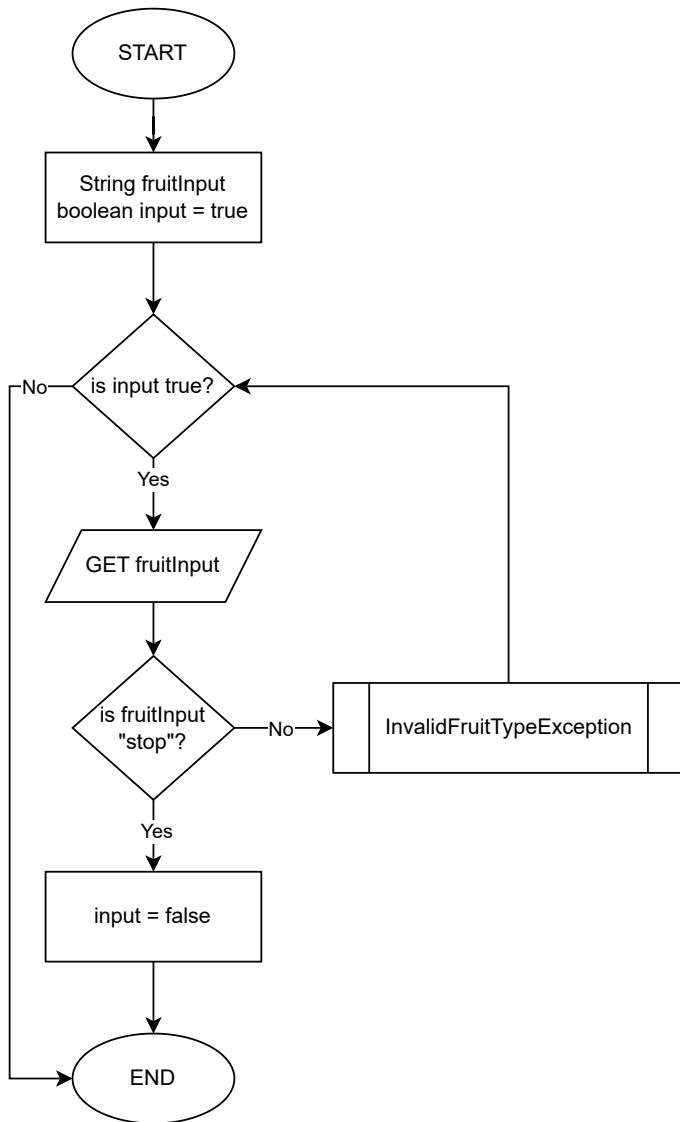 START
String fruitInput
boolean input = true
is input true?
No
Yes
GET fruitInput
is fruitInput
"stop"?
No
InvalidFruitTypeException
Yes
input = false
END